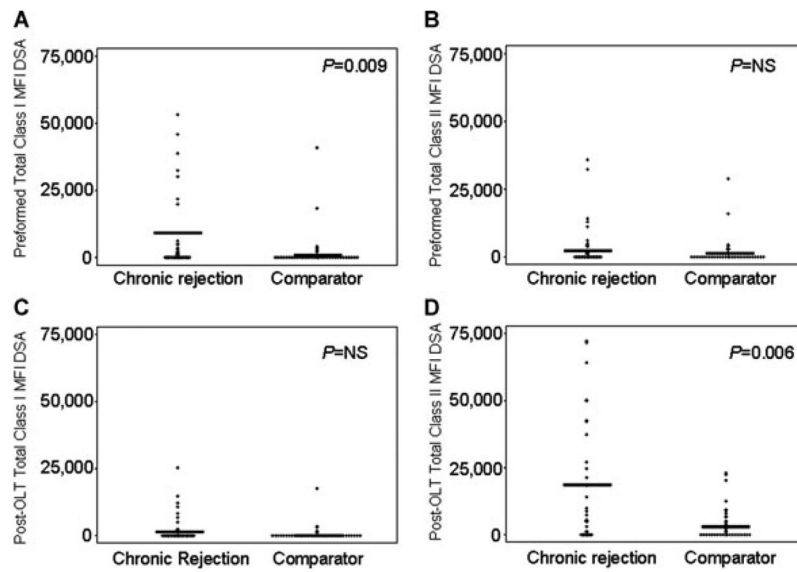 A
Preformed Total Class I MFI DSA
75,000
50,000
25,000
0
P=0.009
Chronic rejection
Comparator
B
Preformed Total Class II MFI DSA
75,000
50,000
25,000
0
P=NS
Chronic rejection
Comparator
C
Post-OLT Total Class I MFI DSA
75,000
50,000
25,000
0
P=NS
Chronic Rejection
Comparator
D
Post-OLT Total Class II MFI DSA
75,000
50,000
25,000
0
P=0.006
Chronic rejection
Comparator